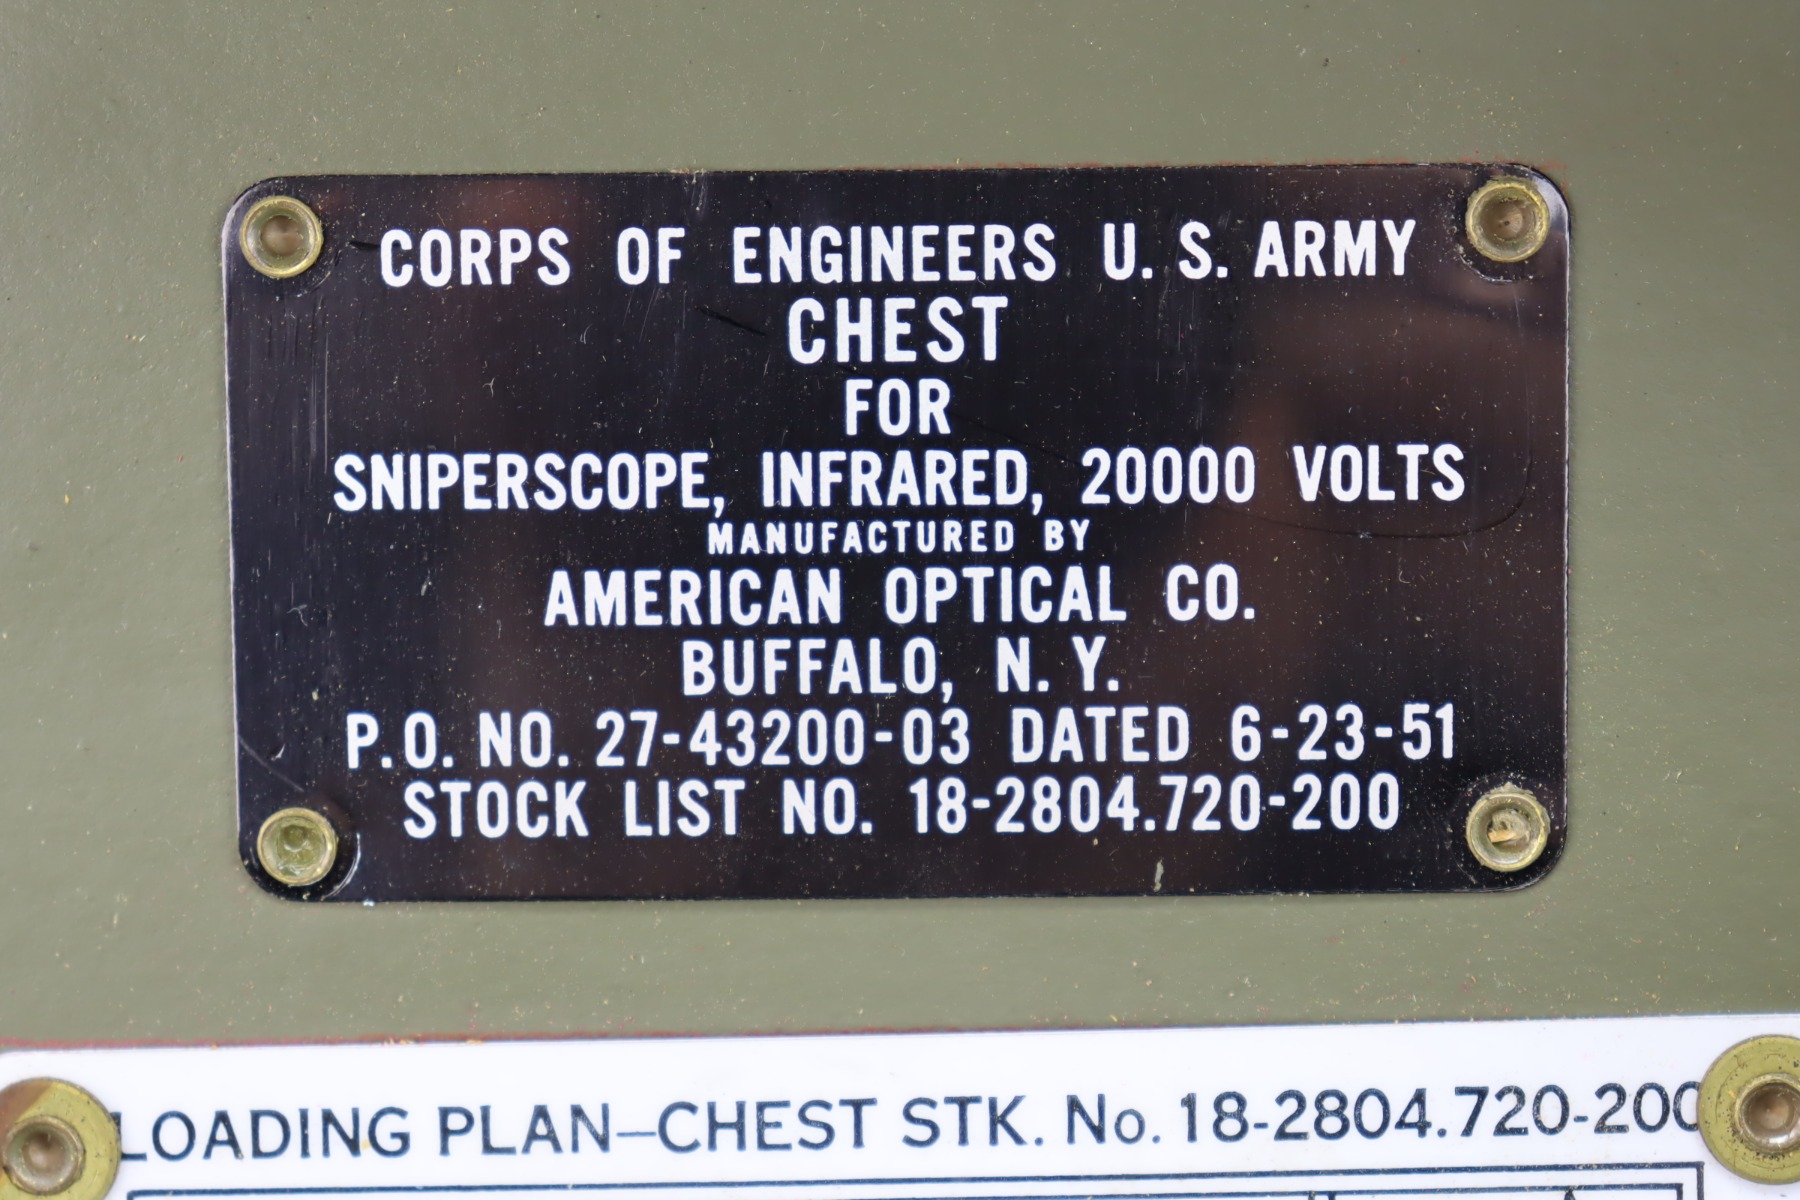 CORPS OF ENGINEERS U. S. ARMY
CHEST
FOR
SNIPERSCOPE, INFRARED, 20000 VOLTS
MANUFACTURED BY
AMERICAN OPTICAL CO.
BUFFALO, N. Y.
P.O. NO. 27-43200-03 DATED 6-23-51
STOCK LIST NO. 18-2804.720-200
LOADING PLAN—CHEST STK. No. 18-2804.720-200